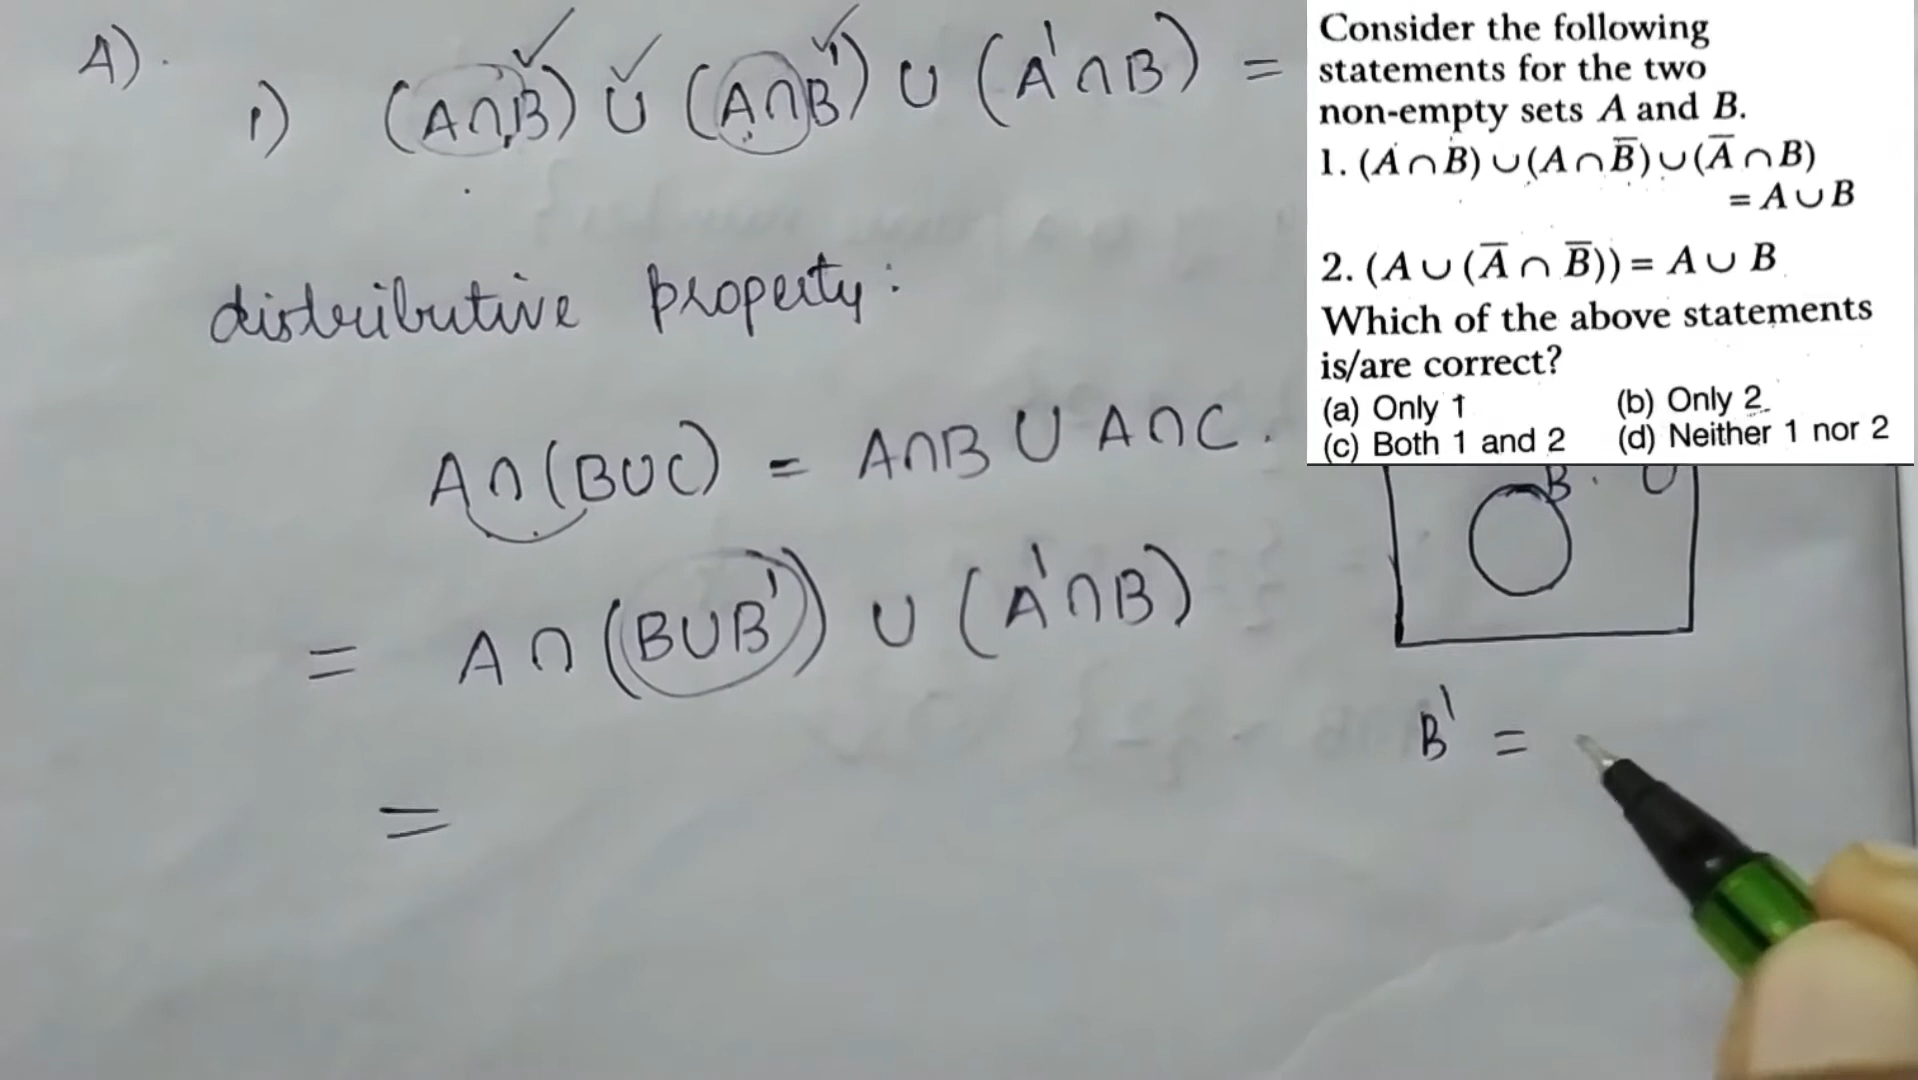 A).
1) (A∩B) ∪ (A∩B') ∪ (A'∩B) =
distributive property:
A∩(B∪C) = A∩B ∪ A∩C.
= A∩(B∪B') ∪ (A'∩B)
=
Consider the following
statements for the two
non-empty sets A and B.
1. (A∩B)∪(A∩B̅)∪(A̅∩B)
= A∪B
2. (A∪(A̅∩B̅)) = A∪B
Which of the above statements
is/are correct?
(a) Only 1 (b) Only 2
(c) Both 1 and 2 (d) Neither 1 nor 2
B U
B' =